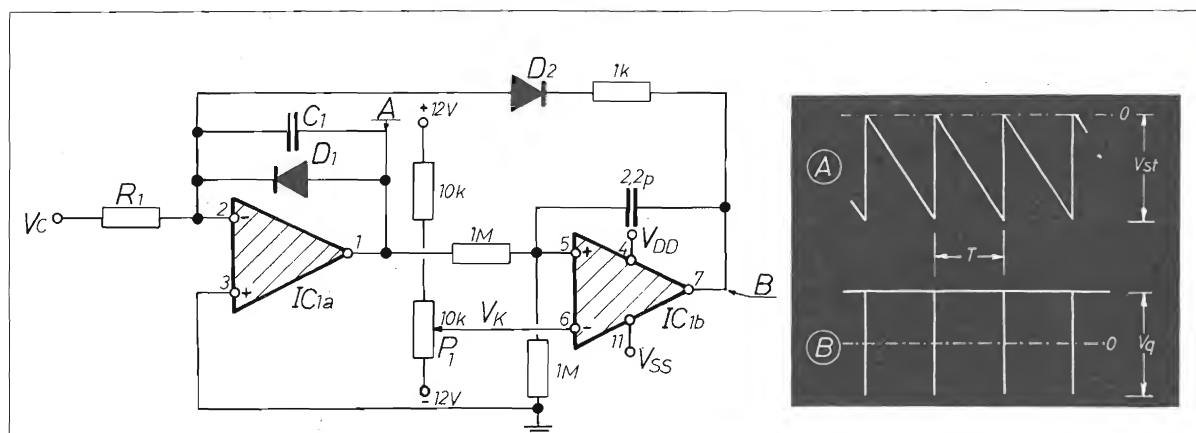 D2
1k
C1
A
+
12V
D1
10k
2,2p
R1
VC
2
-
1
1M
5
+
4
VDD
3
+
IC1a
10k
VK
6
-
7
B
IC1b
P1
11
VSS
1M
- 12V
A
0
Vst
T
B
0
Vq